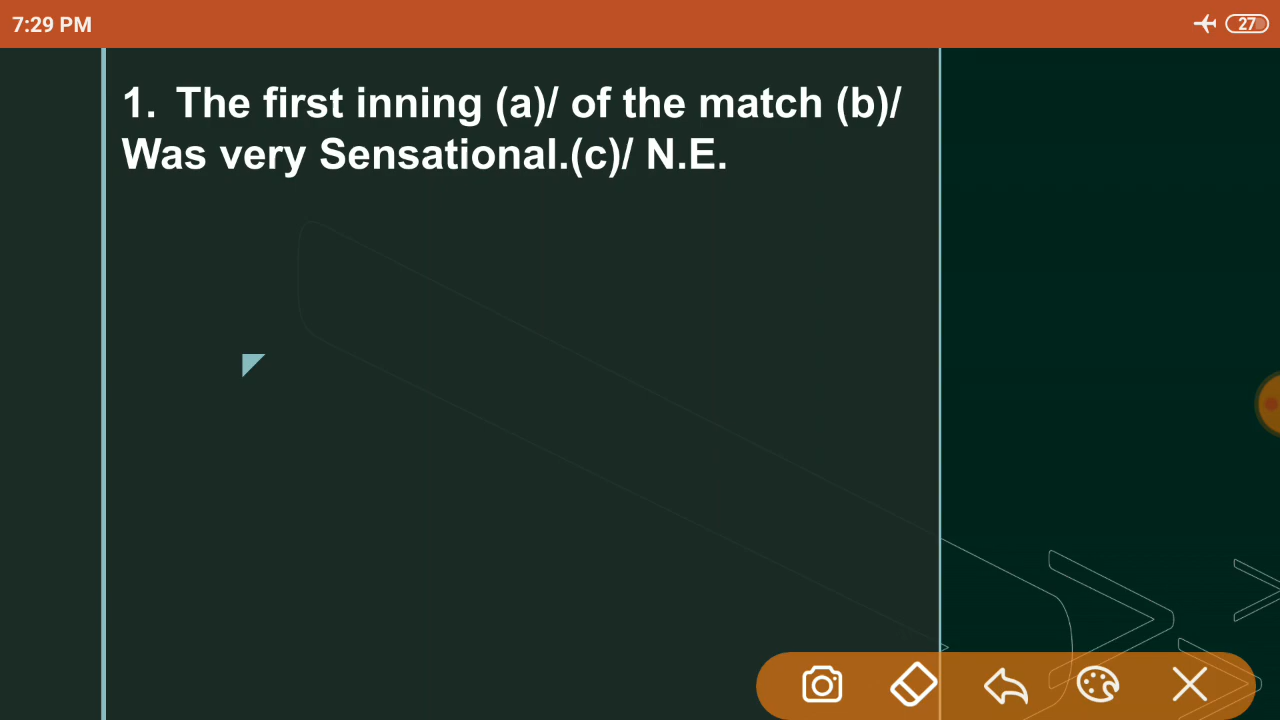 7:29 PM
27
1. The first inning (a)/ of the match (b)/
Was very Sensational.(c)/ N.E.